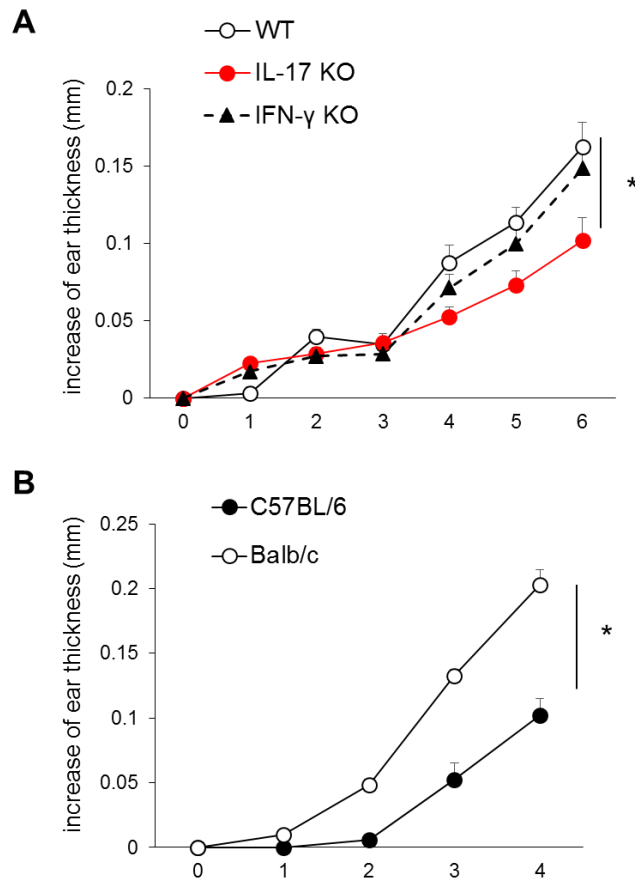 A
WT
IL-17 KO
IFN-γ KO
increase of ear thickness (mm)
0.2
0.15
0.1
0.05
0
*
0 1 2 3 4 5 6
B
C57BL/6
Balb/c
increase of ear thickness (mm)
0.25
0.2
0.15
0.1
0.05
0
*
0 1 2 3 4